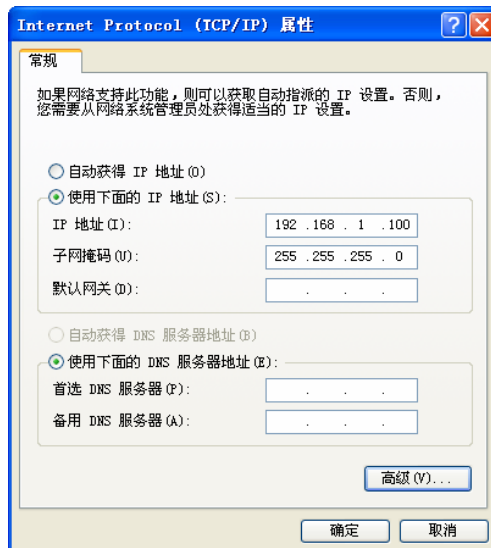 Internet Protocol (TCP/IP) 属性
常规
如果网络支持此功能，则可以获取自动指派的 IP 设置。否则，
您需要从网络系统管理员处获得适当的 IP 设置。
自动获得 IP 地址(O)
使用下面的 IP 地址(S):
IP 地址(I): 192 .168 . 1 .100
子网掩码(U): 255 .255 .255 . 0
默认网关(D): . . .
自动获得 DNS 服务器地址(B)
使用下面的 DNS 服务器地址(E):
首选 DNS 服务器(P): . . .
备用 DNS 服务器(A): . . .
高级(V)...
确定 取消